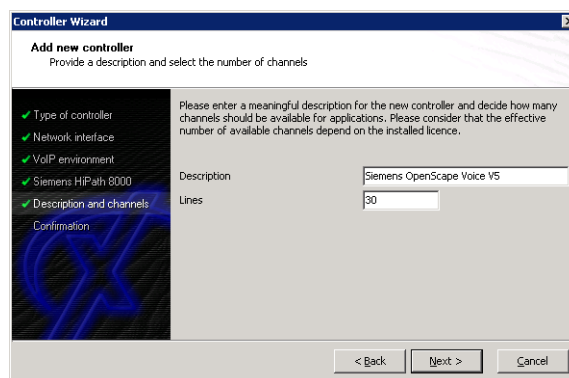 Controller Wizard
Add new controller
Provide a description and select the number of channels
Type of controller
Network interface
VoIP environment
Siemens HiPath 8000
Description and channels
Confirmation
Please enter a meaningful description for the new controller and decide how many
channels should be available for applications. Please consider that the effective
number of available channels depend on the installed licence.
Description
Siemens OpenScape Voice V5
Lines
30
< Back
Next >
Cancel